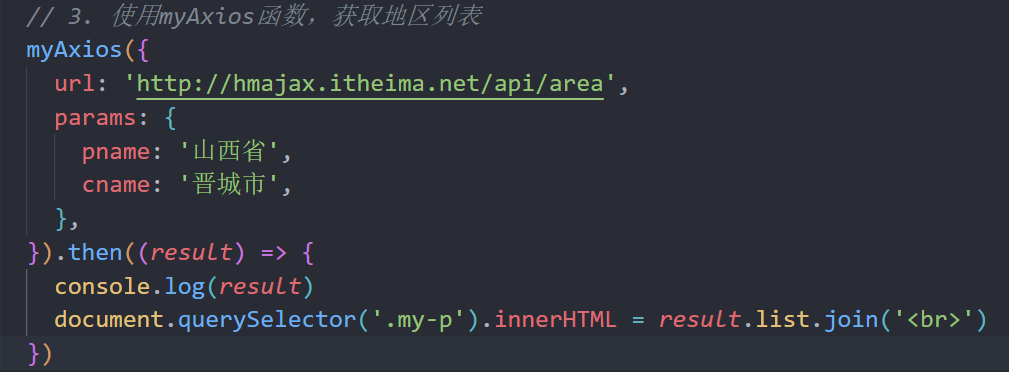 // 3. 使用myAxios函数，获取地区列表
myAxios({
  url: 'http://hmajax.itheima.net/api/area',
  params: {
    pname: '山西省',
    cname: '晋城市',
  },
}).then((result) => {
  console.log(result)
  document.querySelector('.my-p').innerHTML = result.list.join('<br>')
})